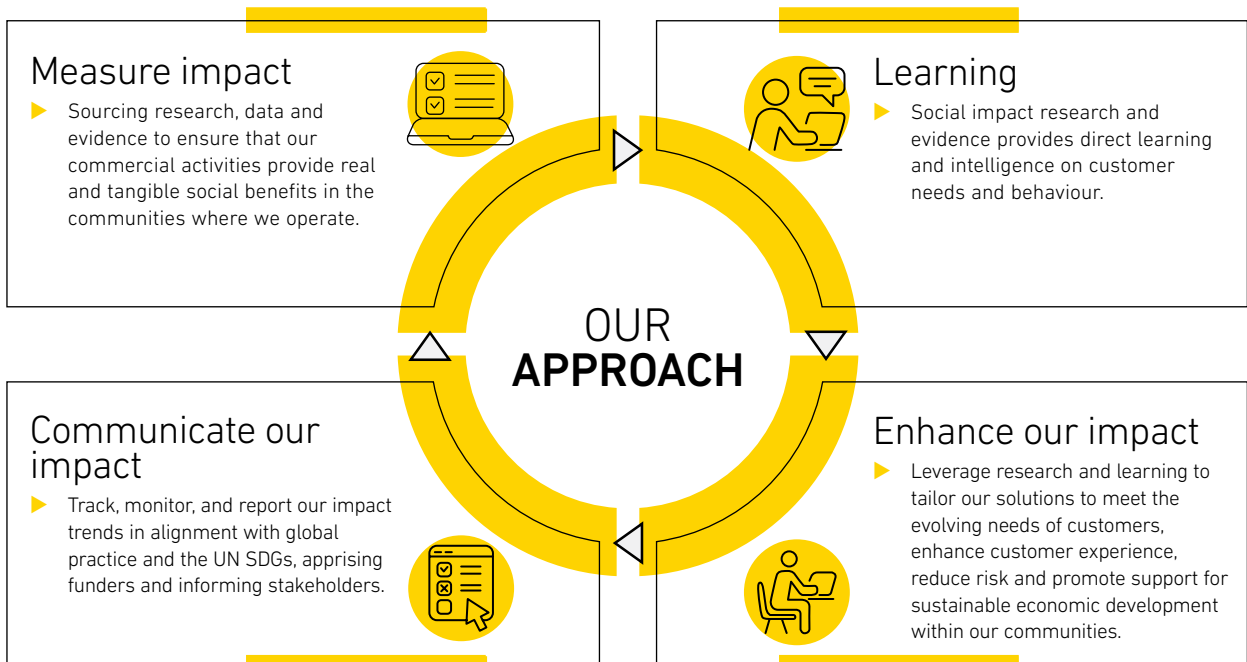 Measure impact
Sourcing research, data and
evidence to ensure that our
commercial activities provide real
and tangible social benefits in the
communities where we operate.
Learning
Social impact research and
evidence provides direct learning
and intelligence on customer
needs and behaviour.
OUR
APPROACH
Communicate our
impact
Track, monitor, and report our impact
trends in alignment with global
practice and the UN SDGs, apprising
funders and informing stakeholders.
Enhance our impact
Leverage research and learning to
tailor our solutions to meet the
evolving needs of customers,
enhance customer experience,
reduce risk and promote support for
sustainable economic development
within our communities.